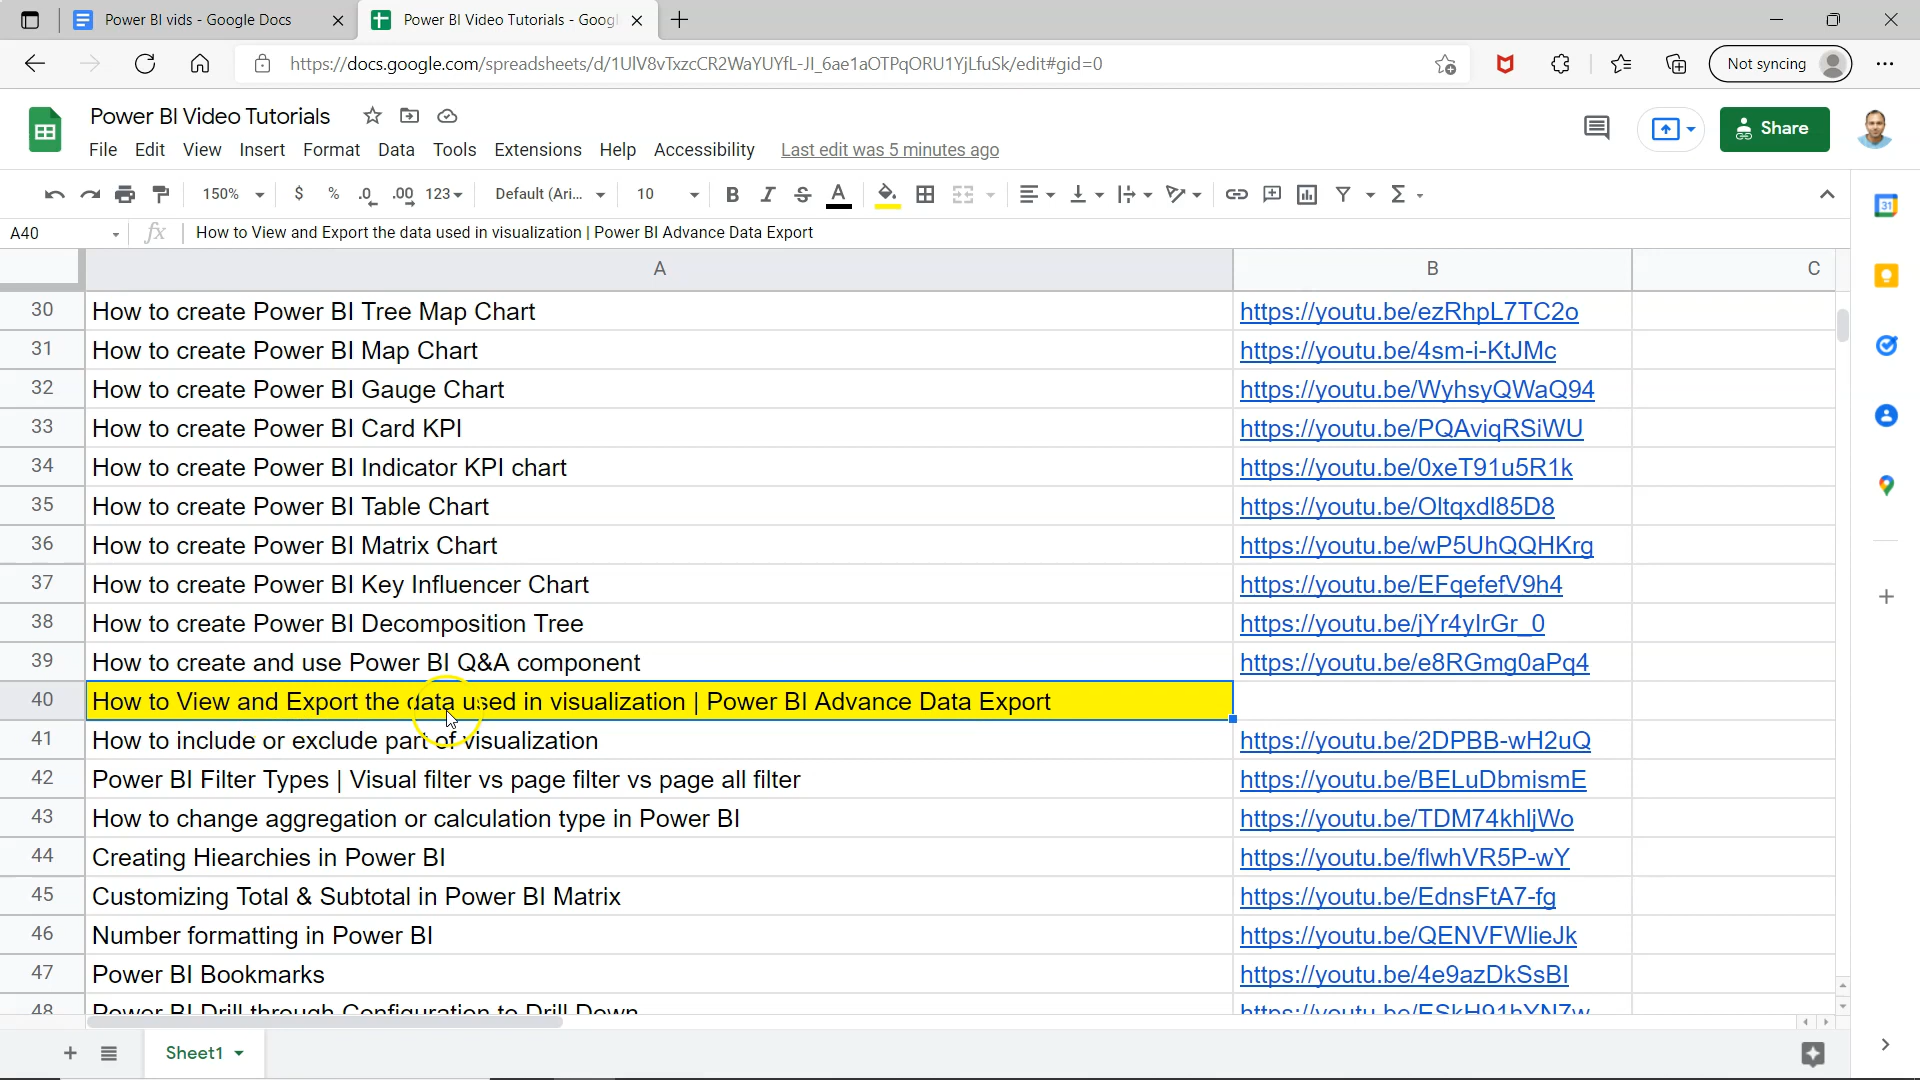 Power BI vids - Google Docs
Power BI Video Tutorials - Googl
https://docs.google.com/spreadsheets/d/1UlV8vTxzcCR2WaYUYfL-JI_6ae1aOTPqORU1YjLfuSk/edit#gid=0
Not syncing
Power BI Video Tutorials
File Edit View Insert Format Data Tools Extensions Help Accessibility Last edit was 5 minutes ago
Share
150% $ % .0 .00 123 Default (Ari... 10 B I S A
A40 fx How to View and Export the data used in visualization | Power BI Advance Data Export
A B C
30 How to create Power BI Tree Map Chart https://youtu.be/ezRhpL7TC2o
31 How to create Power BI Map Chart https://youtu.be/4sm-i-KtJMc
32 How to create Power BI Gauge Chart https://youtu.be/WyhsyQWaQ94
33 How to create Power BI Card KPI https://youtu.be/PQAviqRSiWU
34 How to create Power BI Indicator KPI chart https://youtu.be/0xeT91u5R1k
35 How to create Power BI Table Chart https://youtu.be/Oltqxdl85D8
36 How to create Power BI Matrix Chart https://youtu.be/wP5UhQQHKrg
37 How to create Power BI Key Influencer Chart https://youtu.be/EFqefefV9h4
38 How to create Power BI Decomposition Tree https://youtu.be/jYr4yIrGr_0
39 How to create and use Power BI Q&A component https://youtu.be/e8RGmg0aPq4
40 How to View and Export the data used in visualization | Power BI Advance Data Export
41 How to include or exclude part of visualization https://youtu.be/2DPBB-wH2uQ
42 Power BI Filter Types | Visual filter vs page filter vs page all filter https://youtu.be/BELuDbmismE
43 How to change aggregation or calculation type in Power BI https://youtu.be/TDM74khljWo
44 Creating Hiearchies in Power BI https://youtu.be/flwhVR5P-wY
45 Customizing Total & Subtotal in Power BI Matrix https://youtu.be/EdnsFtA7-fg
46 Number formatting in Power BI https://youtu.be/QENVFWlieJk
47 Power BI Bookmarks https://youtu.be/4e9azDkSsBI
48 Power BI Drill through Configuration to Drill Down https://youtu.be/ESkH91hYNZw
Sheet1